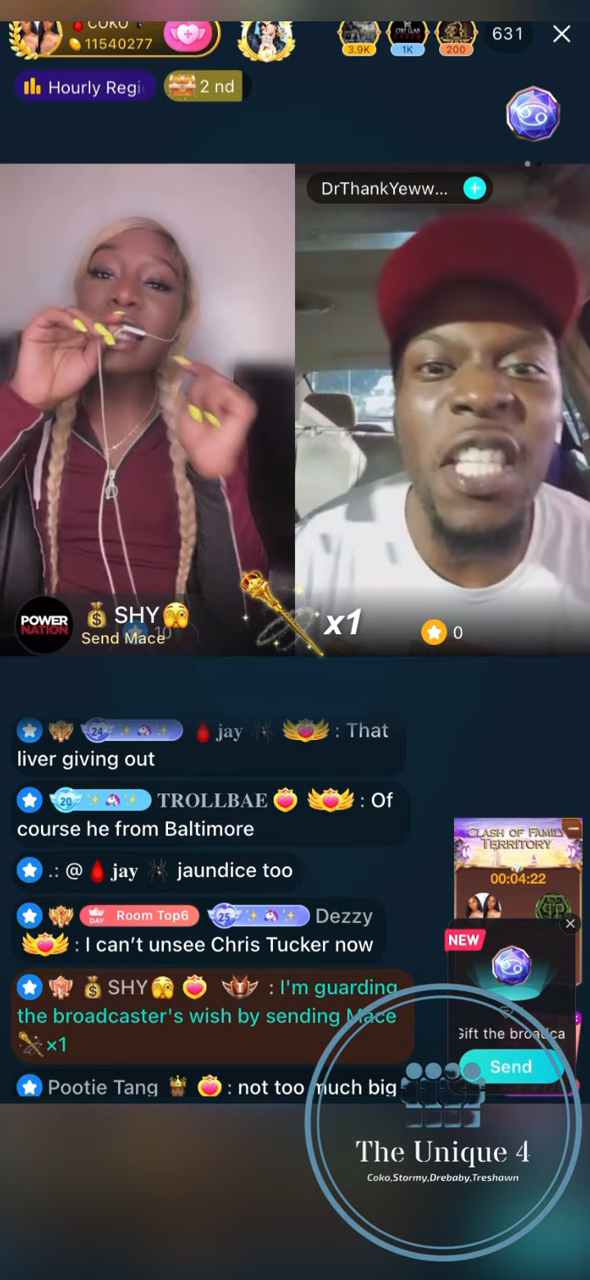 COKO
11540277
3.9K
1K
200
631
Hourly Regi
2 nd
DrThankYeww...
POWER
NATION
SHY
Send Mace
10
x1
0
24 jay : That
liver giving out
20 TROLLBAE : Of
course he from Baltimore
.: @ jay jaundice too
DAY Room Top6 25 Dezzy
: I can't unsee Chris Tucker now
SHY : I'm guarding
the broadcaster's wish by sending Mace
×1
Pootie Tang : not too much big
CLASH OF FAMILY
TERRITORY
00:04:22
NEW
Gift the broadca
Send
The Unique 4
Coko,Stormy,Drebaby,Treshawn